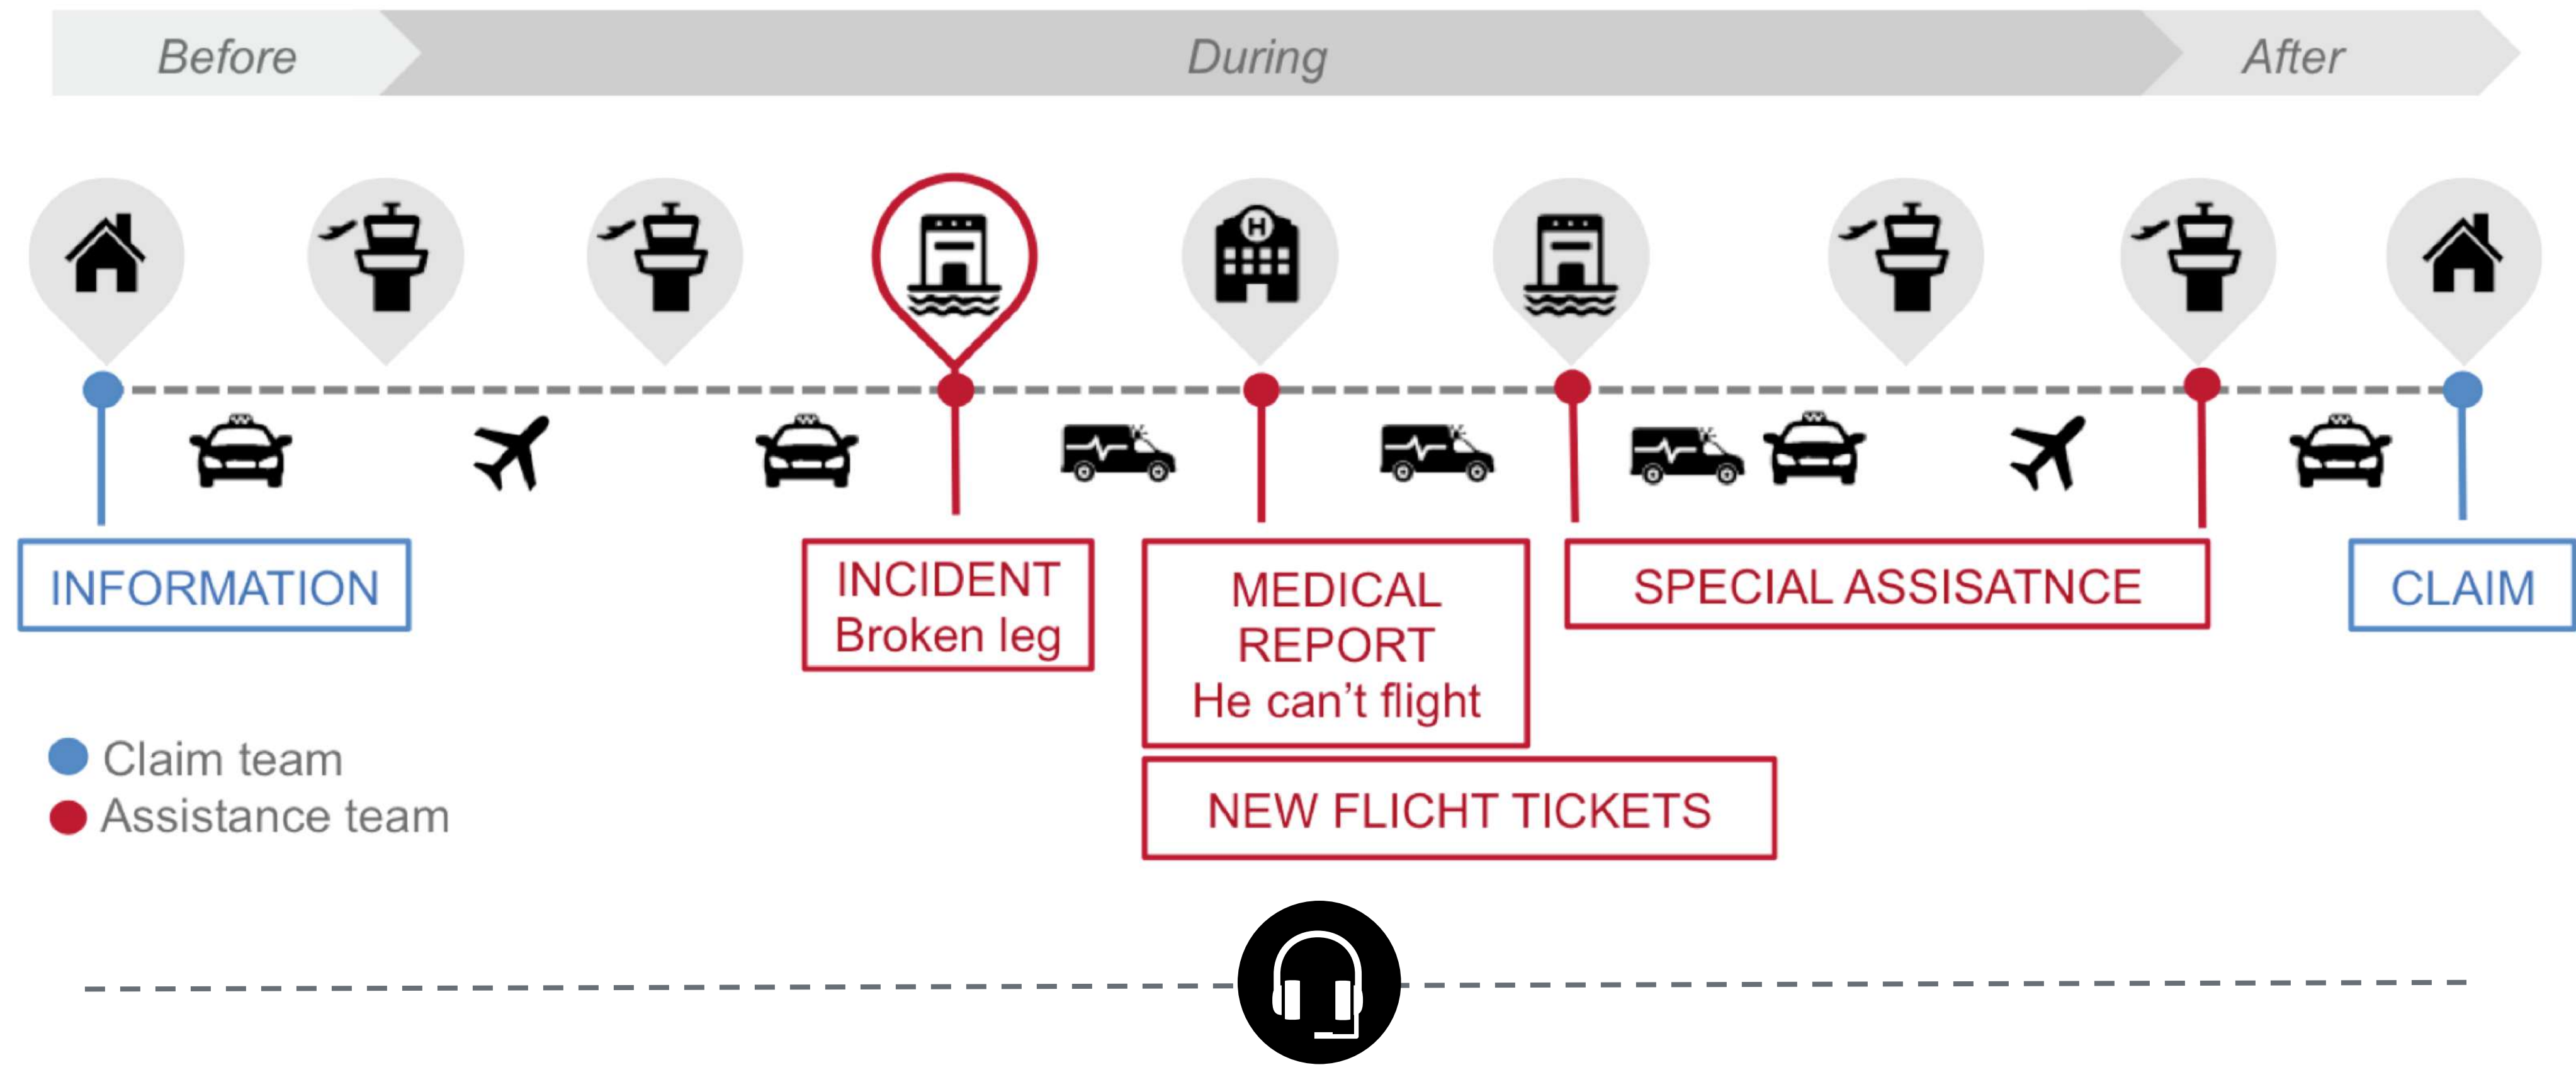 Before
During
After
H
INFORMATION
INCIDENT
Broken leg
MEDICAL
REPORT
He can't flight
SPECIAL ASSISATNCE
CLAIM
NEW FLICHT TICKETS
Claim team
Assistance team